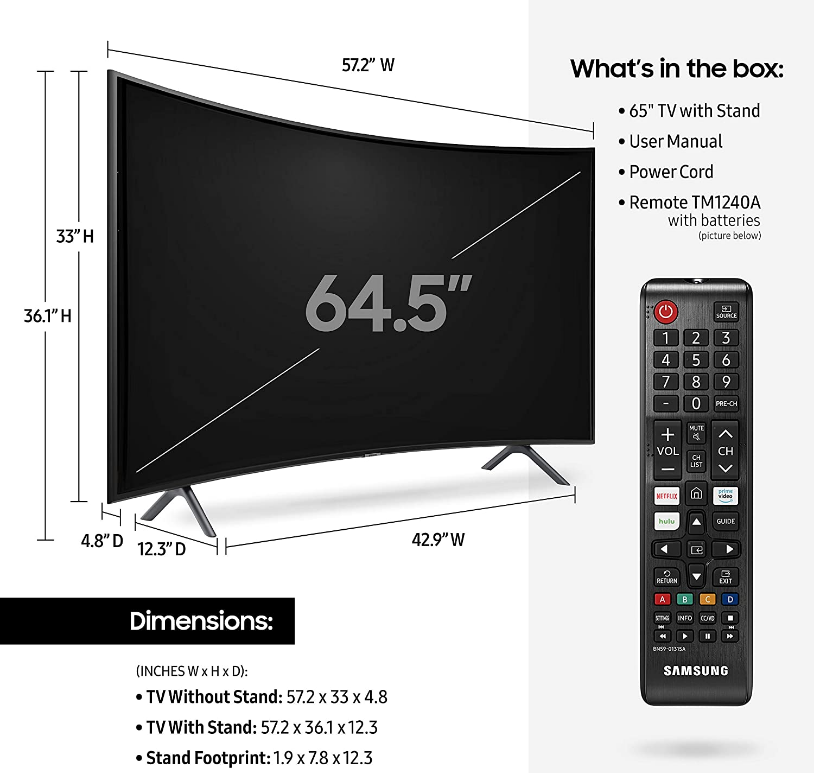 57.2" W
33" H
36.1" H
64.5"
4.8" D
12.3" D
42.9" W
What's in the box:
• 65" TV with Stand
• User Manual
• Power Cord
• Remote TM1240A
with batteries
(picture below)
SOURCE
1 2 3
4 5 6
7 8 9
- 0 PRE-CH
+ MUTE
VOL CH
CH LIST
−
NETFLIX prime video
hulu GUIDE
RETURN EXIT
A B C D
SETTINGS INFO CC/VD
BN59-01315A
SAMSUNG
Dimensions:
(INCHES W x H x D):
• TV Without Stand: 57.2 x 33 x 4.8
• TV With Stand: 57.2 x 36.1 x 12.3
• Stand Footprint: 1.9 x 7.8 x 12.3